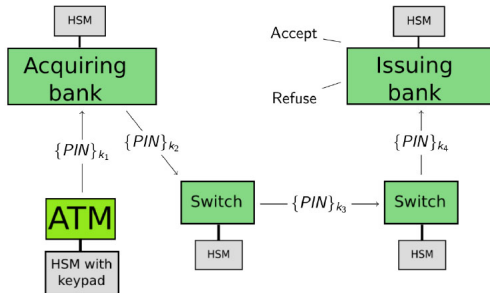 HSM
Acquiring
bank
{PIN}k1
{PIN}k2
ATM
HSM with
keypad
Switch
HSM
{PIN}k3
Switch
HSM
{PIN}k4
HSM
Issuing
bank
Accept
Refuse